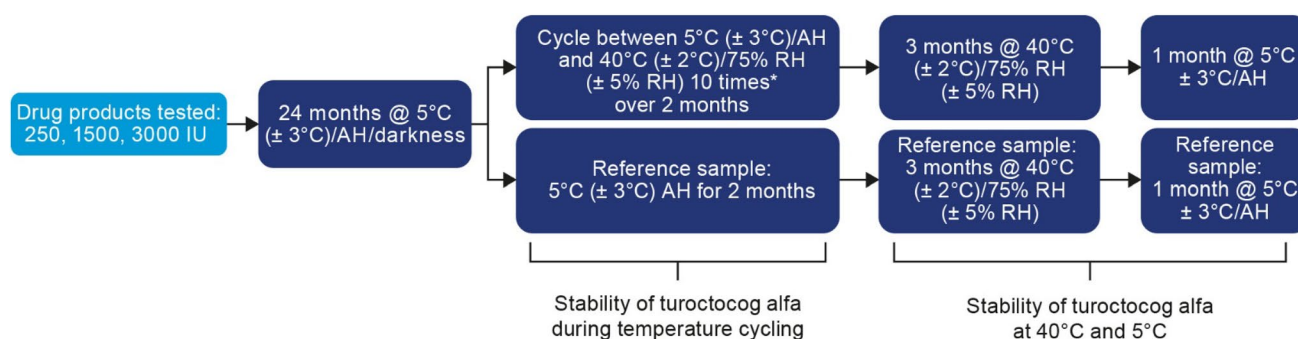 Drug products tested:
250, 1500, 3000 IU
24 months @ 5°C
(± 3°C)/AH/darkness
Cycle between 5°C (± 3°C)/AH
and 40°C (± 2°C)/75% RH
(± 5% RH) 10 times*
over 2 months
3 months @ 40°C
(± 2°C)/75% RH
(± 5% RH)
1 month @ 5°C
± 3°C/AH
Reference sample:
5°C (± 3°C) AH for 2 months
Reference sample:
3 months @ 40°C
(± 2°C)/75% RH
(± 5% RH)
Reference
sample:
1 month @ 5°C
± 3°C/AH
Stability of turoctocog alfa
during temperature cycling
Stability of turoctocog alfa
at 40°C and 5°C